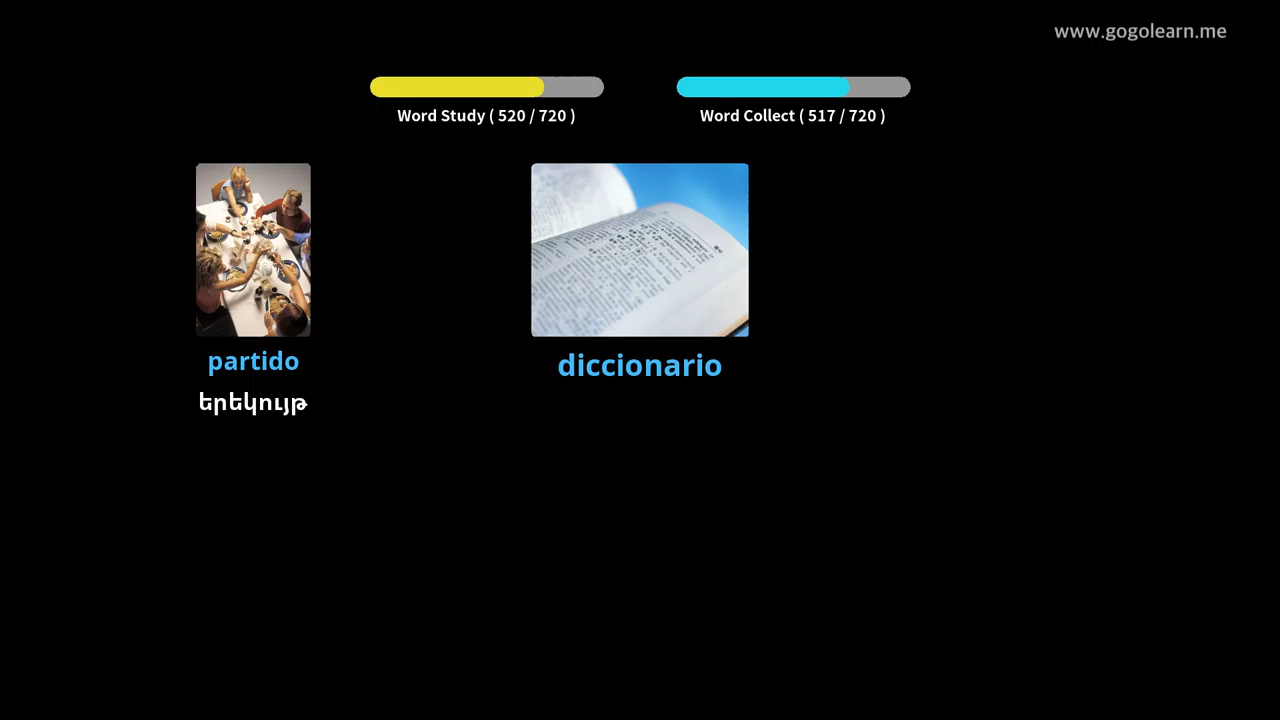 www.gogolearn.me
Word Study ( 520 / 720 )
Word Collect ( 517 / 720 )
partido
երեկույթ
diccionario